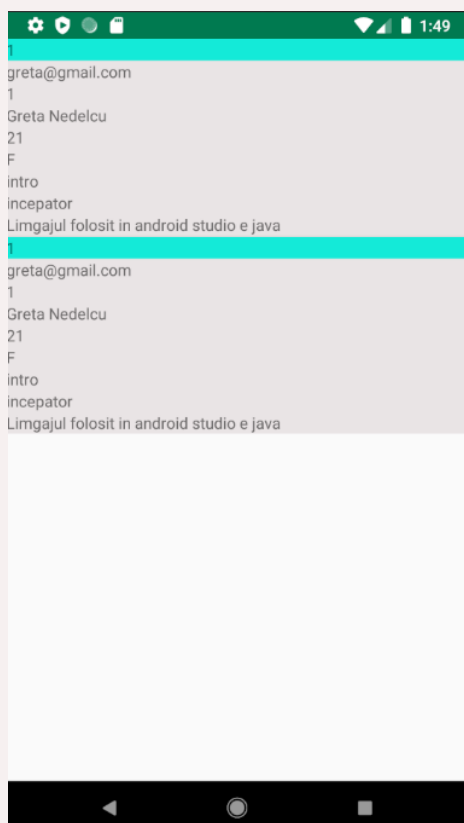 1:49
1
greta@gmail.com
1
Greta Nedelcu
21
F
intro
incepator
Limgajul folosit in android studio e java
1
greta@gmail.com
1
Greta Nedelcu
21
F
intro
incepator
Limgajul folosit in android studio e java